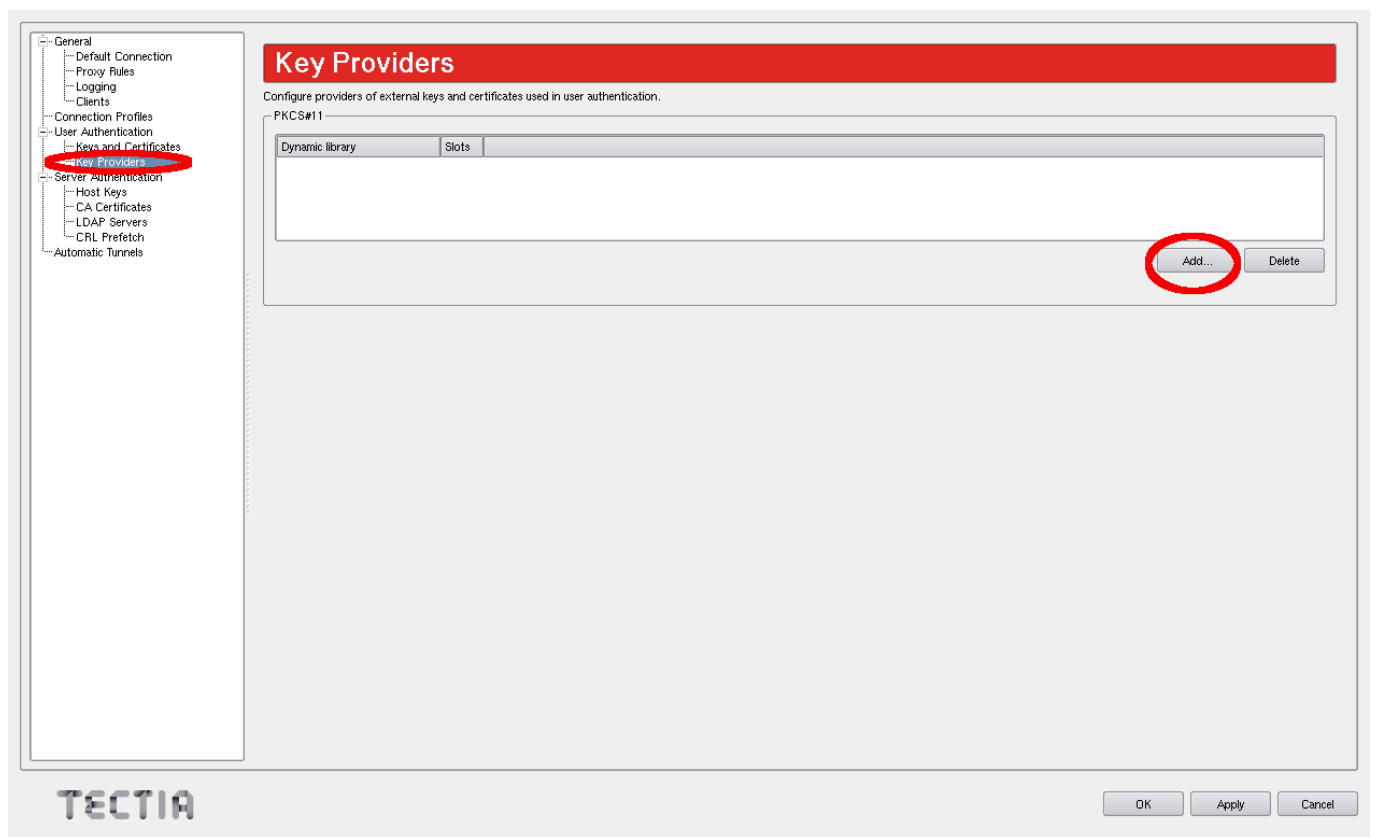 General
Default Connection
Proxy Rules
Logging
Clients
Connection Profiles
User Authentication
Keys and Certificates
Key Providers
Server Authentication
Host Keys
CA Certificates
LDAP Servers
CRL Prefetch
Automatic Tunnels
Key Providers
Configure providers of external keys and certificates used in user authentication.
PKCS#11
Dynamic library Slots
Add... Delete
TECTIA
OK Apply Cancel